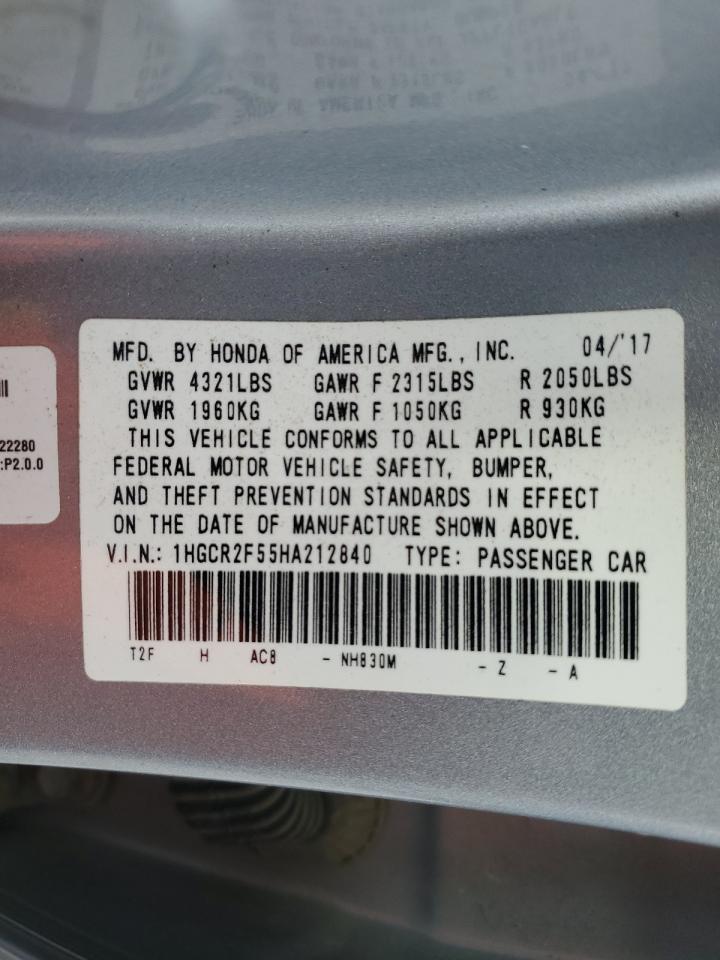 MFD. BY HONDA OF AMERICA MFG., INC. 04/'17
GVWR 4321LBS GAWR F 2315LBS R 2050LBS
GVWR 1960KG GAWR F 1050KG R 930KG
THIS VEHICLE CONFORMS TO ALL APPLICABLE
FEDERAL MOTOR VEHICLE SAFETY, BUMPER,
AND THEFT PREVENTION STANDARDS IN EFFECT
ON THE DATE OF MANUFACTURE SHOWN ABOVE.
V.I.N.: 1HGCR2F55HA212840 TYPE: PASSENGER CAR
T2F H AC8 - NH830M - Z - A
22280
:P2.0.0